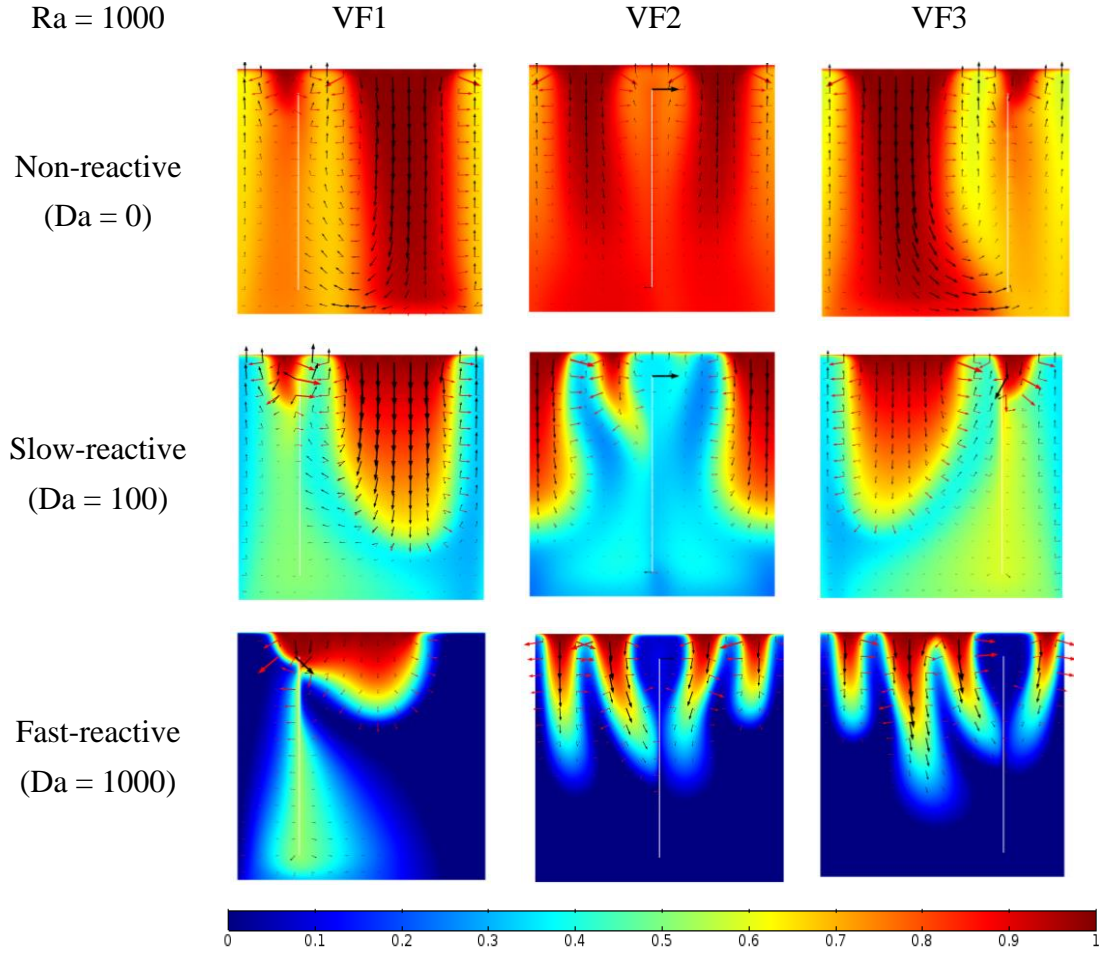 Ra = 1000 VF1 VF2 VF3
Non-reactive
(Da = 0)
Slow-reactive
(Da = 100)
Fast-reactive
(Da = 1000)
0 0.1 0.2 0.3 0.4 0.5 0.6 0.7 0.8 0.9 1